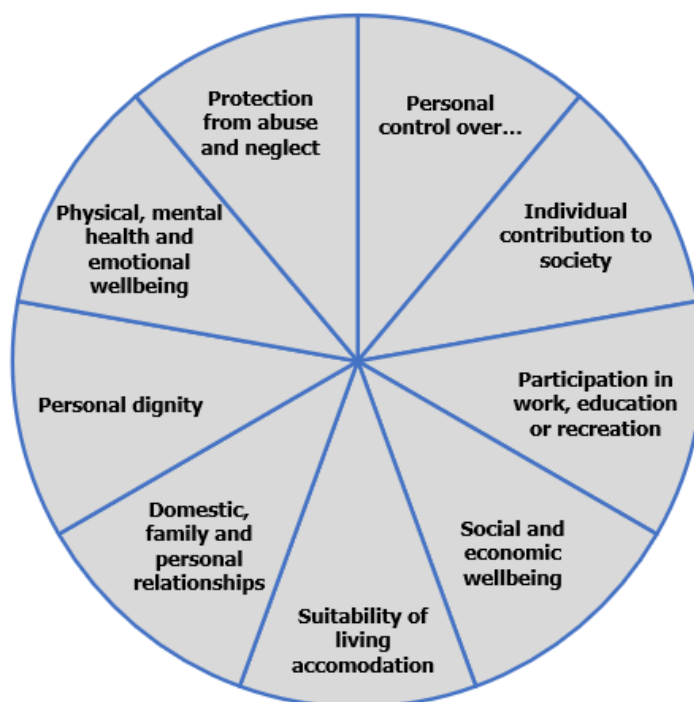 Personal
control over...
Individual
contribution to
society
Participation in
work, education
or recreation
Social and
economic
wellbeing
Suitability of
living
accomodation
Domestic,
family and
personal
relationships
Personal dignity
Physical, mental
health and
emotional
wellbeing
Protection
from abuse
and neglect